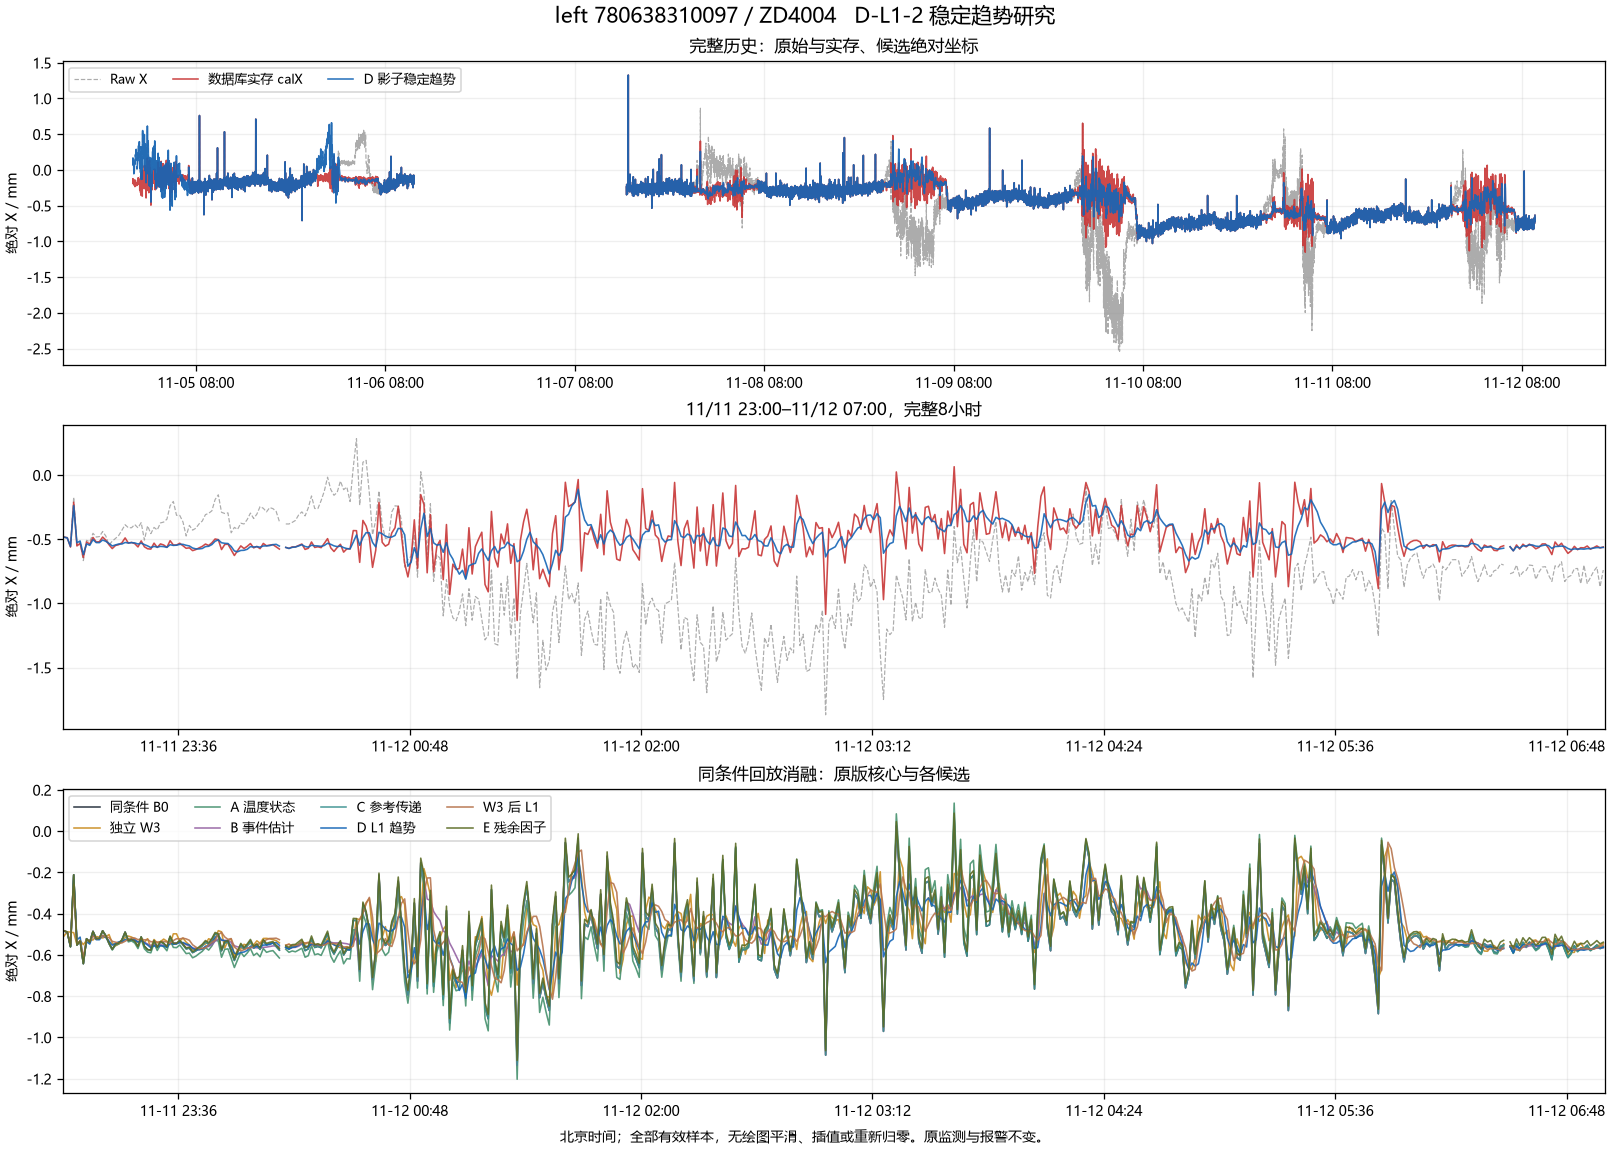 left 780638310097 / ZD4004 D-L1-2 稳定趋势研究
完整历史：原始与实存、候选绝对坐标
Raw X 数据库实存 calX D 影子稳定趋势
绝对 X / mm
1.5
1.0
0.5
0.0
-0.5
-1.0
-1.5
-2.0
-2.5
11-05 08:00 11-06 08:00 11-07 08:00 11-08 08:00 11-09 08:00 11-10 08:00 11-11 08:00 11-12 08:00
11/11 23:00–11/12 07:00，完整8小时
绝对 X / mm
0.0
-0.5
-1.0
-1.5
11-11 23:36 11-12 00:48 11-12 02:00 11-12 03:12 11-12 04:24 11-12 05:36 11-12 06:48
同条件回放消融：原版核心与各候选
同条件 B0 A 温度状态 C 参考传递 W3 后 L1
独立 W3 B 事件估计 D L1 趋势 E 残余因子
绝对 X / mm
0.2
0.0
-0.2
-0.4
-0.6
-0.8
-1.0
-1.2
11-11 23:36 11-12 00:48 11-12 02:00 11-12 03:12 11-12 04:24 11-12 05:36 11-12 06:48
北京时间；全部有效样本，无绘图平滑、插值或重新归零。原监测与报警不变。